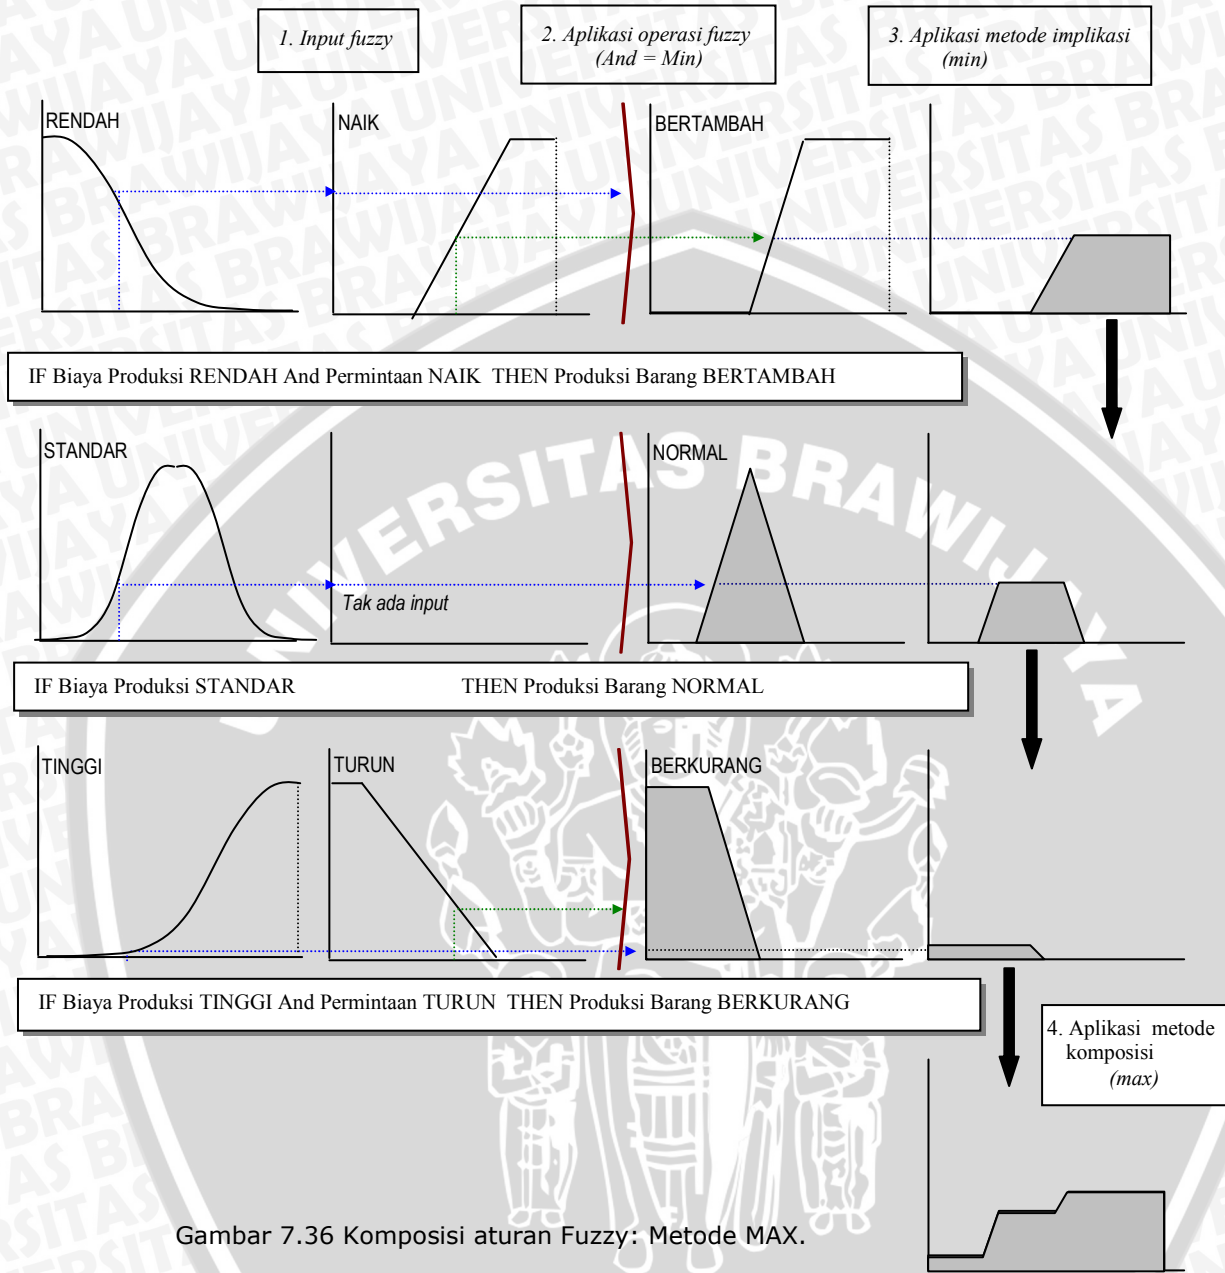 1. Input fuzzy
2. Aplikasi operasi fuzzy
(And = Min)
3. Aplikasi metode implikasi
(min)
RENDAH
NAIK
BERTAMBAH
IF Biaya Produksi RENDAH And Permintaan NAIK THEN Produksi Barang BERTAMBAH
STANDAR
NORMAL
Tak ada input
IF Biaya Produksi STANDAR THEN Produksi Barang NORMAL
TINGGI
TURUN
BERKURANG
IF Biaya Produksi TINGGI And Permintaan TURUN THEN Produksi Barang BERKURANG
4. Aplikasi metode
komposisi
(max)
Gambar 7.36 Komposisi aturan Fuzzy: Metode MAX.
UNIVERSITAS BRAWIJAYA